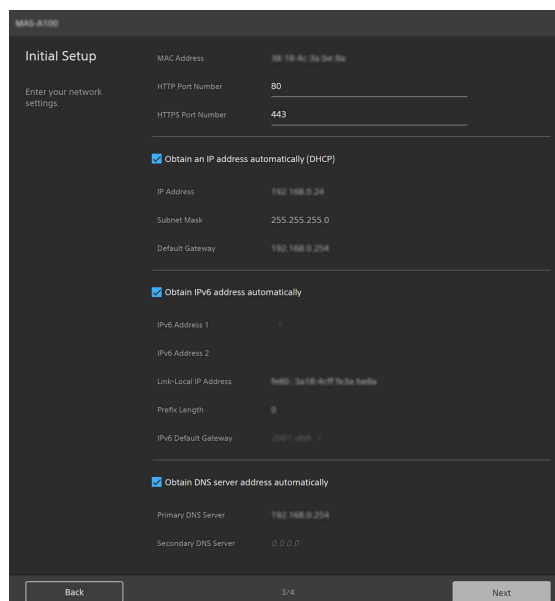 MAS-A100
Initial Setup
Enter your network
settings.
MAC Address
HTTP Port Number 80
HTTPS Port Number 443
Obtain an IP address automatically (DHCP)
IP Address 192.168.0.24
Subnet Mask 255.255.255.0
Default Gateway 192.168.0.254
Obtain IPv6 address automatically
IPv6 Address 1
IPv6 Address 2
Link-Local IP Address
Prefix Length 0
IPv6 Default Gateway
Obtain DNS server address automatically
Primary DNS Server 192.168.0.254
Secondary DNS Server 0.0.0.0
Back 3/4 Next